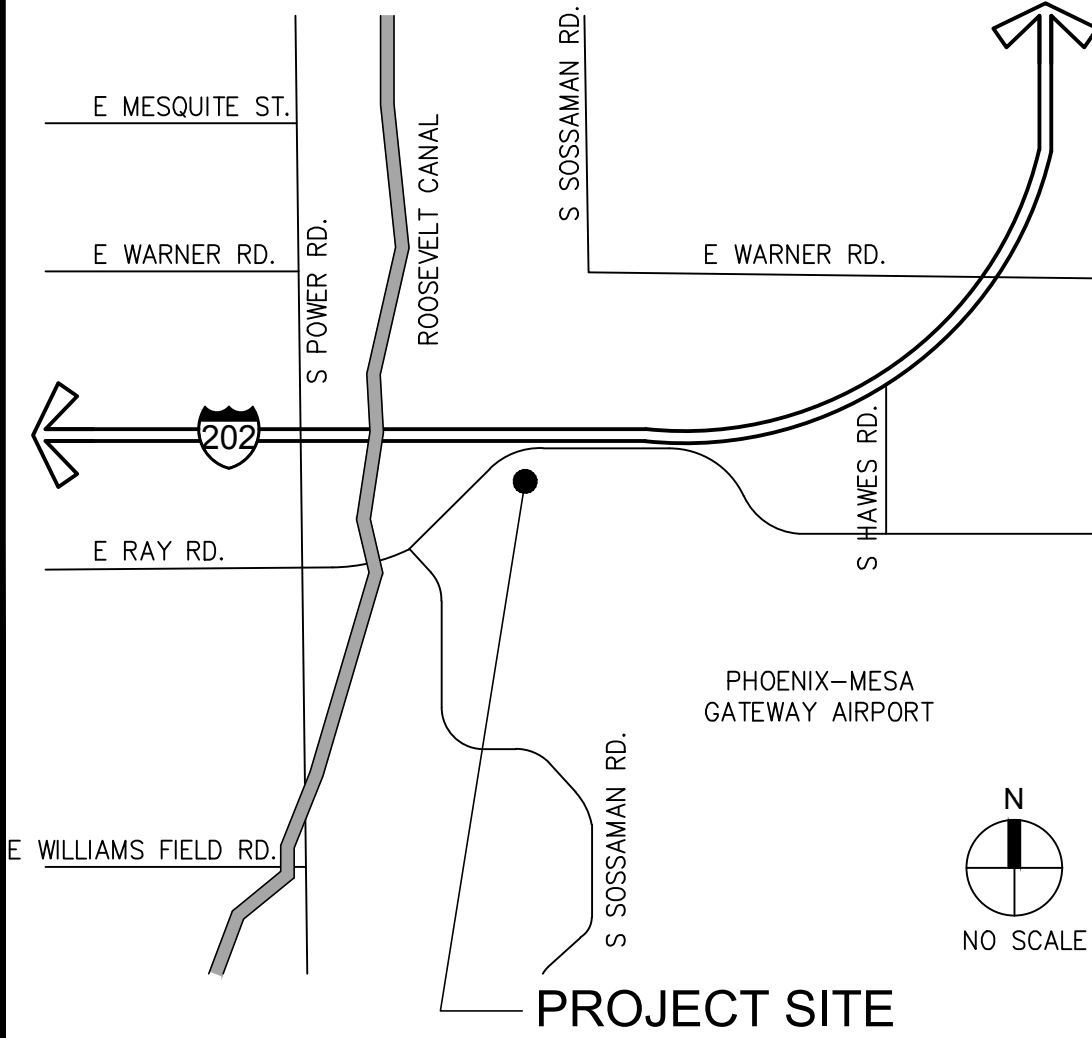 S SOSSAMAN RD.
E MESQUITE ST.
ROOSEVELT CANAL
S POWER RD.
E WARNER RD.
E WARNER RD.
202
S HAWES RD.
E RAY RD.
PHOENIX-MESA
GATEWAY AIRPORT
S SOSSAMAN RD.
N
E WILLIAMS FIELD RD.
NO SCALE
PROJECT SITE